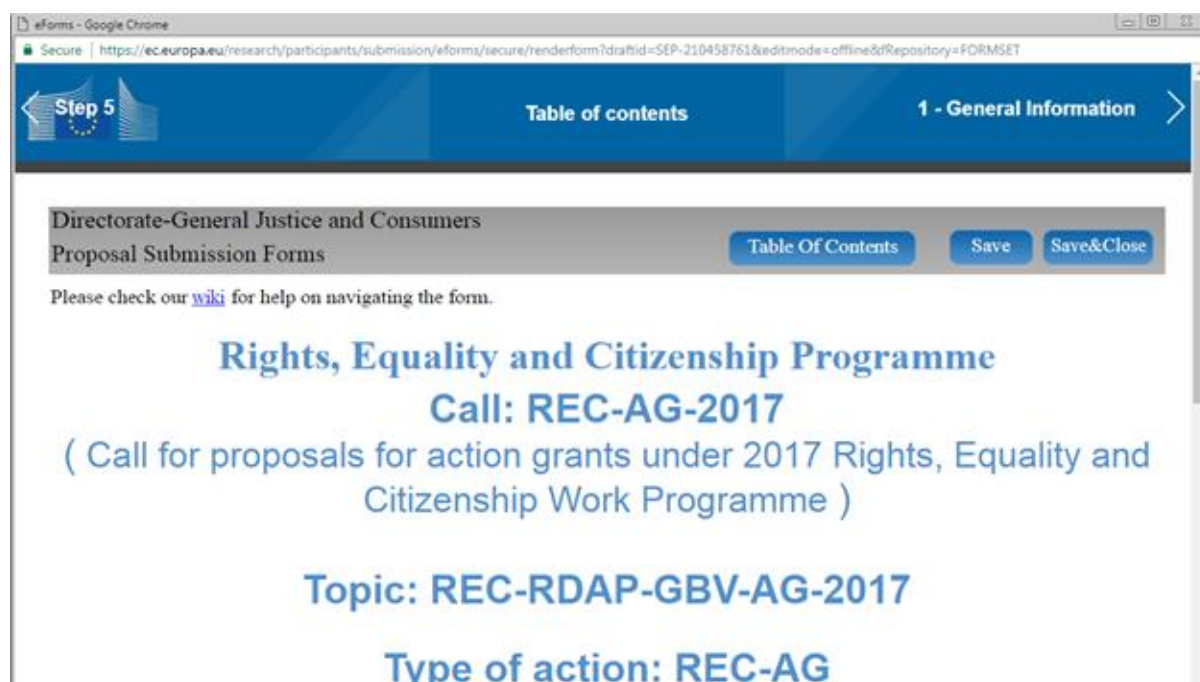 eForms - Google Chrome
Secure | https://ec.europa.eu/research/participants/submission/eforms/secure/renderform?draftid=SEP-210458761&editmode=offline&fRepository=FORMSET
Step 5 Table of contents 1 - General Information
Directorate-General Justice and Consumers
Proposal Submission Forms
Table Of Contents Save Save&Close
Please check our wiki for help on navigating the form.
Rights, Equality and Citizenship Programme
Call: REC-AG-2017
( Call for proposals for action grants under 2017 Rights, Equality and
Citizenship Work Programme )
Topic: REC-RDAP-GBV-AG-2017
Type of action: REC-AG